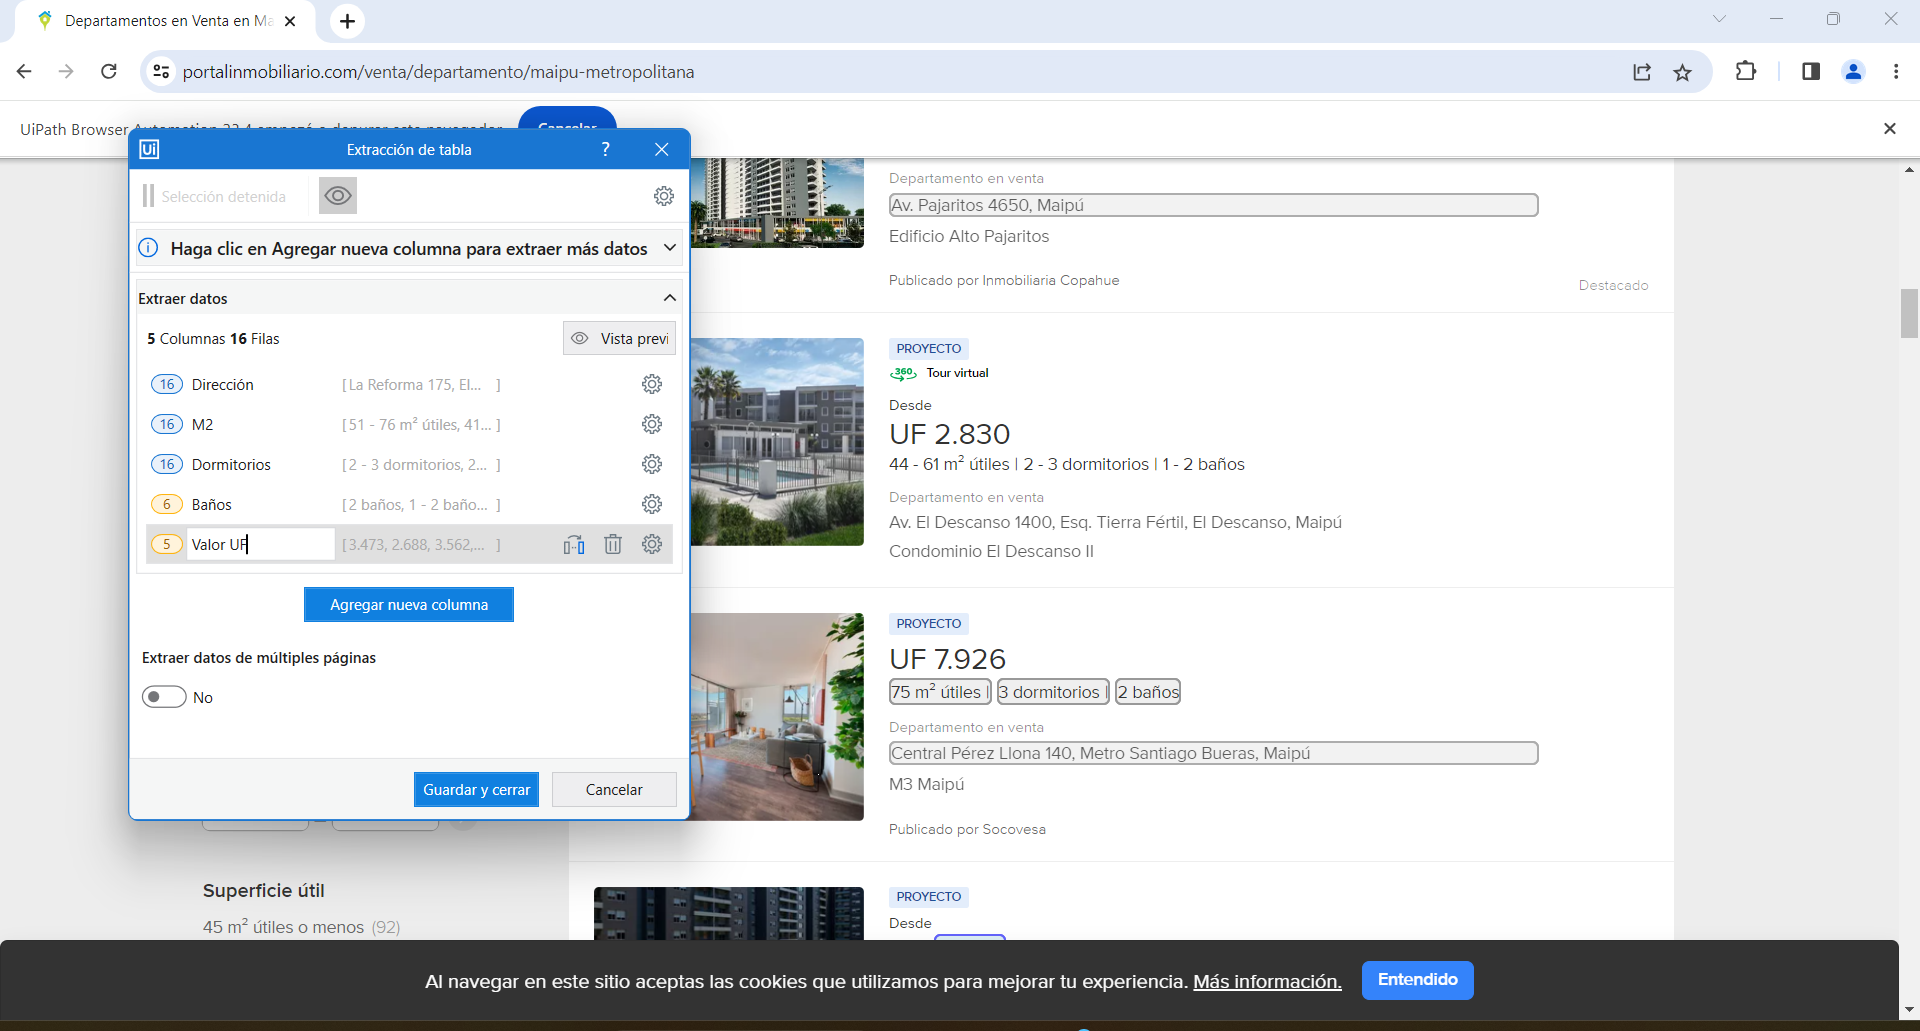 Departamentos en Venta en Ma
portalinmobiliario.com/venta/departamento/maipu-metropolitana
UiPath Browser
Cancelar
Ui
Extracción de tabla
?
Selección detenida
Haga clic en Agregar nueva columna para extraer más datos
Extraer datos
5 Columnas 16 Filas
Vista previ
16 Dirección [ La Reforma 175, El... ]
16 M2 [ 51 - 76 m² útiles, 41... ]
16 Dormitorios [ 2 - 3 dormitorios, 2... ]
6 Baños [ 2 baños, 1 - 2 baño... ]
5 Valor UF [ 3.473, 2.688, 3.562,... ]
Agregar nueva columna
Extraer datos de múltiples páginas
No
Guardar y cerrar
Cancelar
Departamento en venta
Av. Pajaritos 4650, Maipú
Edificio Alto Pajaritos
Publicado por Inmobiliaria Copahue
Destacado
PROYECTO
360 Tour virtual
Desde
UF 2.830
44 - 61 m² útiles | 2 - 3 dormitorios | 1 - 2 baños
Departamento en venta
Av. El Descanso 1400, Esq. Tierra Fértil, El Descanso, Maipú
Condominio El Descanso II
PROYECTO
UF 7.926
75 m² útiles | 3 dormitorios | 2 baños
Departamento en venta
Central Pérez Llona 140, Metro Santiago Bueras, Maipú
M3 Maipú
Publicado por Socovesa
PROYECTO
Desde
Superficie útil
45 m² útiles o menos (92)
Al navegar en este sitio aceptas las cookies que utilizamos para mejorar tu experiencia. Más información.
Entendido